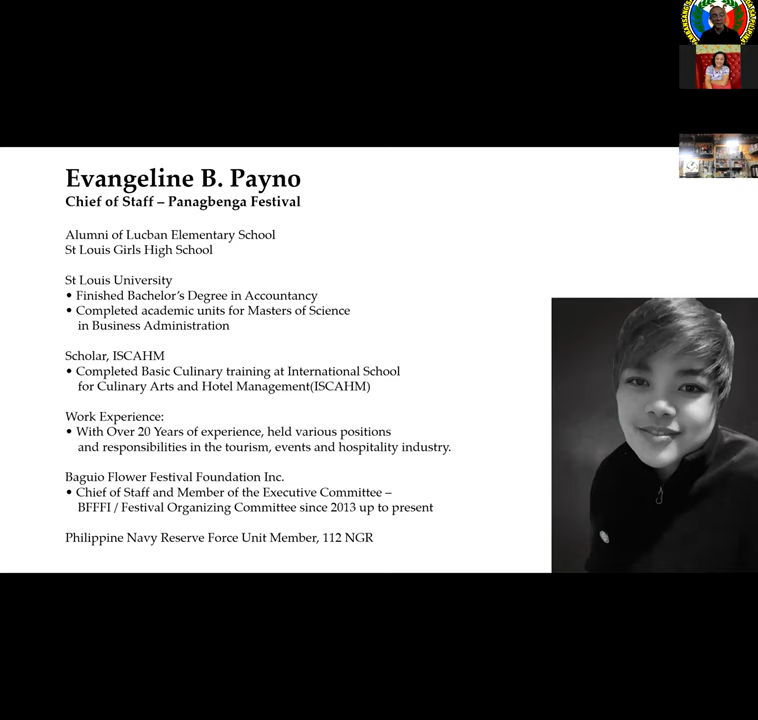 Evangeline B. Payno
Chief of Staff – Panagbenga Festival
Alumni of Lucban Elementary School
St Louis Girls High School
St Louis University
• Finished Bachelor's Degree in Accountancy
• Completed academic units for Masters of Science
in Business Administration
Scholar, ISCAHM
• Completed Basic Culinary training at International School
for Culinary Arts and Hotel Management(ISCAHM)
Work Experience:
• With Over 20 Years of experience, held various positions
and responsibilities in the tourism, events and hospitality industry.
Baguio Flower Festival Foundation Inc.
• Chief of Staff and Member of the Executive Committee –
BFFFI / Festival Organizing Committee since 2013 up to present
Philippine Navy Reserve Force Unit Member, 112 NGR